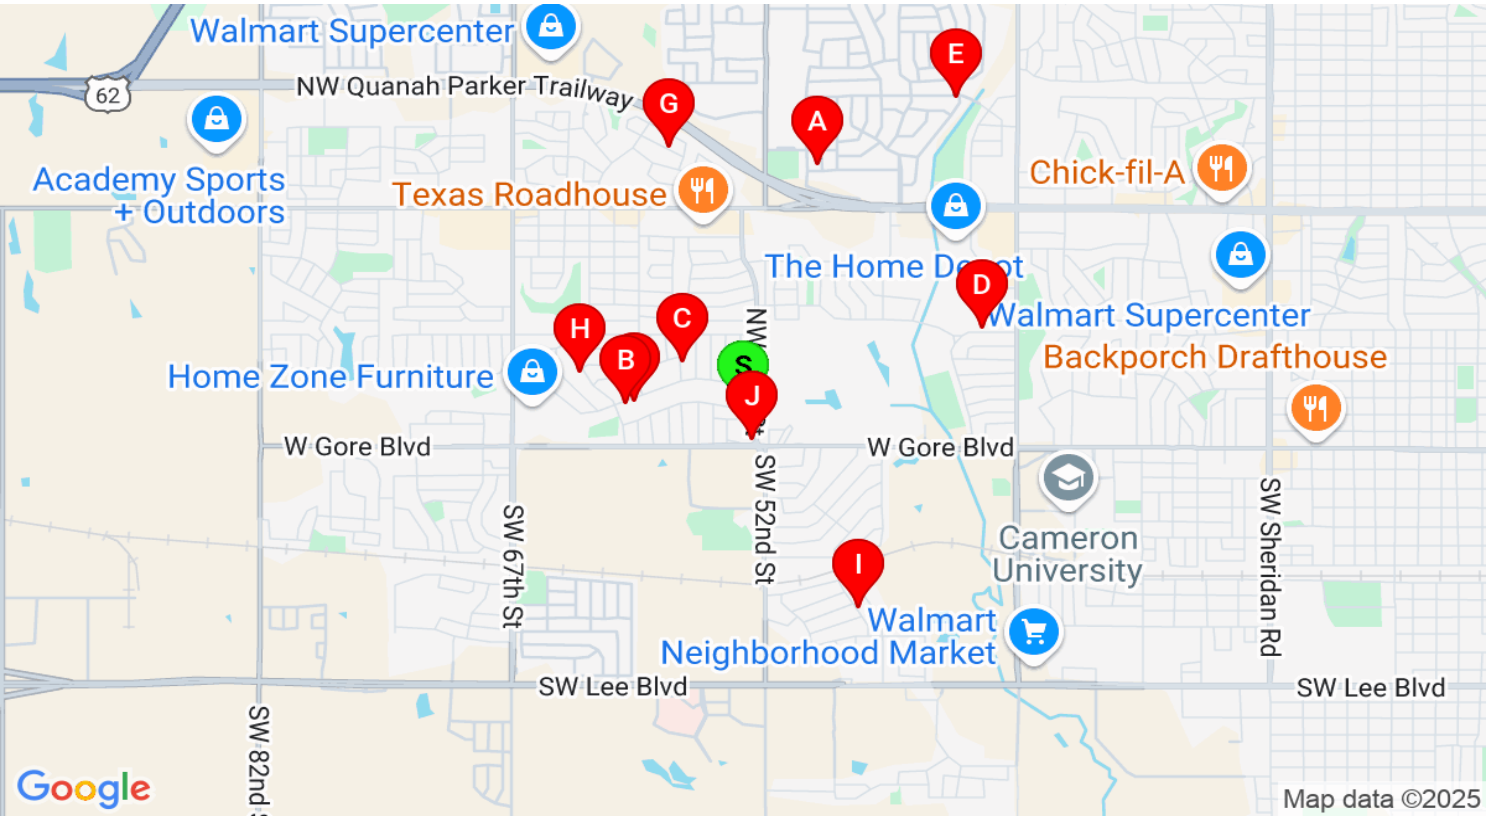 Walmart Supercenter
E
62
NW Quanah Parker Trailway
G
A
Academy Sports
+ Outdoors
Texas Roadhouse
Chick-fil-A
The Home Depot
D
Walmart Supercenter
Backporch Drafthouse
NW
H
C
B
S
J
Home Zone Furniture
W Gore Blvd
W Gore Blvd
SW 67th St
SW 52nd St
SW Sheridan Rd
Cameron
University
I
Walmart
Neighborhood Market
SW Lee Blvd
SW Lee Blvd
SW 82nd
Google
Map data ©2025